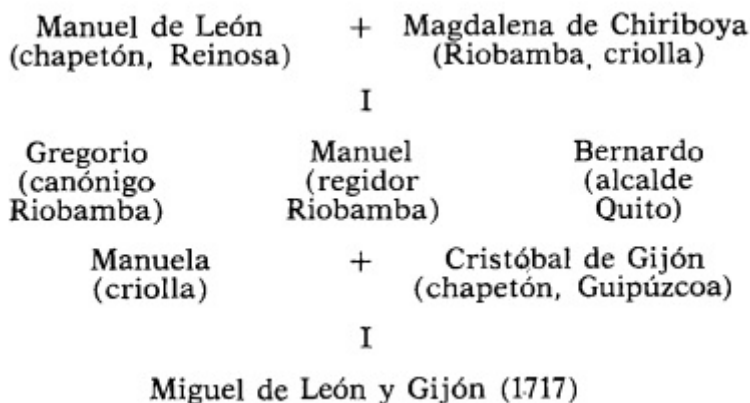 Manuel de León + Magdalena de Chiriboya
(chapetón, Reinosa) (Riobamba, criolla)
I
Gregorio Manuel Bernardo
(canónigo (regidor (alcalde
Riobamba) Riobamba) Quito)
Manuela + Cristóbal de Gijón
(criolla) (chapetón, Guipúzcoa)
I
Miguel de León y Gijón (1717)